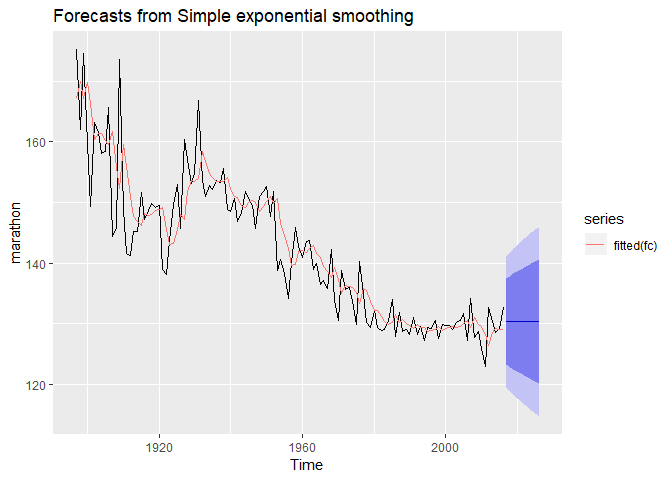 Forecasts from Simple exponential smoothing
160
140
120
marathon
1920
1960
2000
Time
series
fitted(fc)